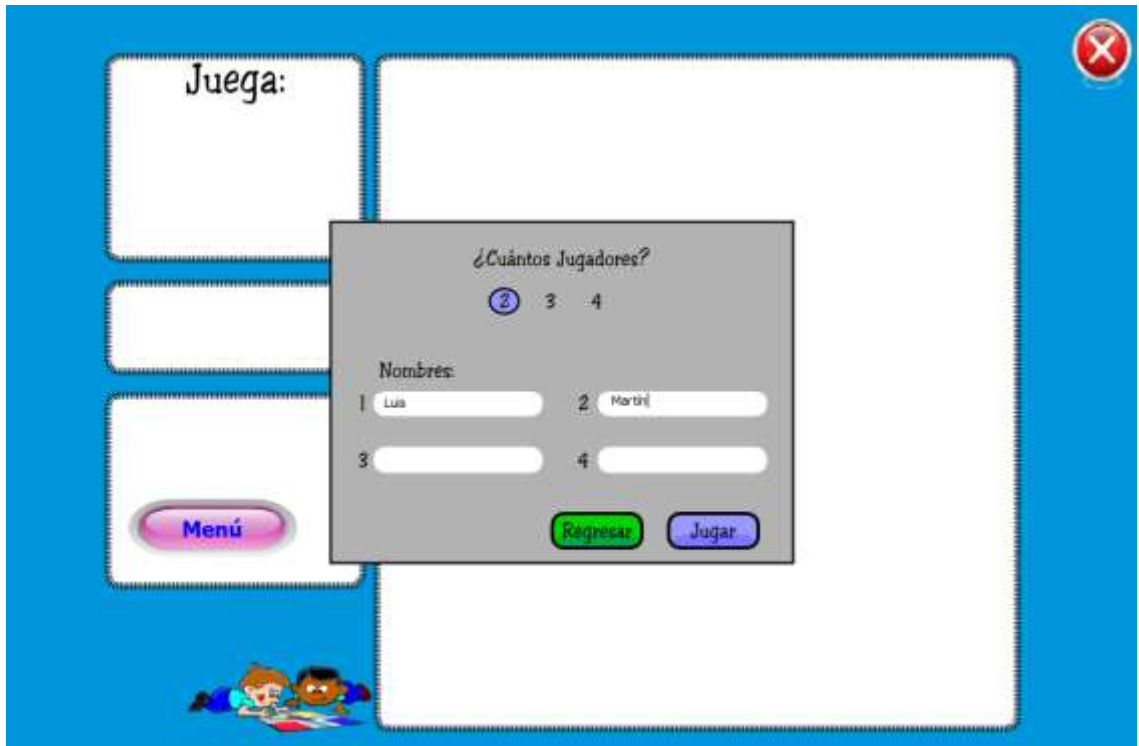 Juega:
¿Cuántos Jugadores?
2 3 4
Nombres:
1 Luis 2 Martín
3 4
Regresar Jugar
Menú